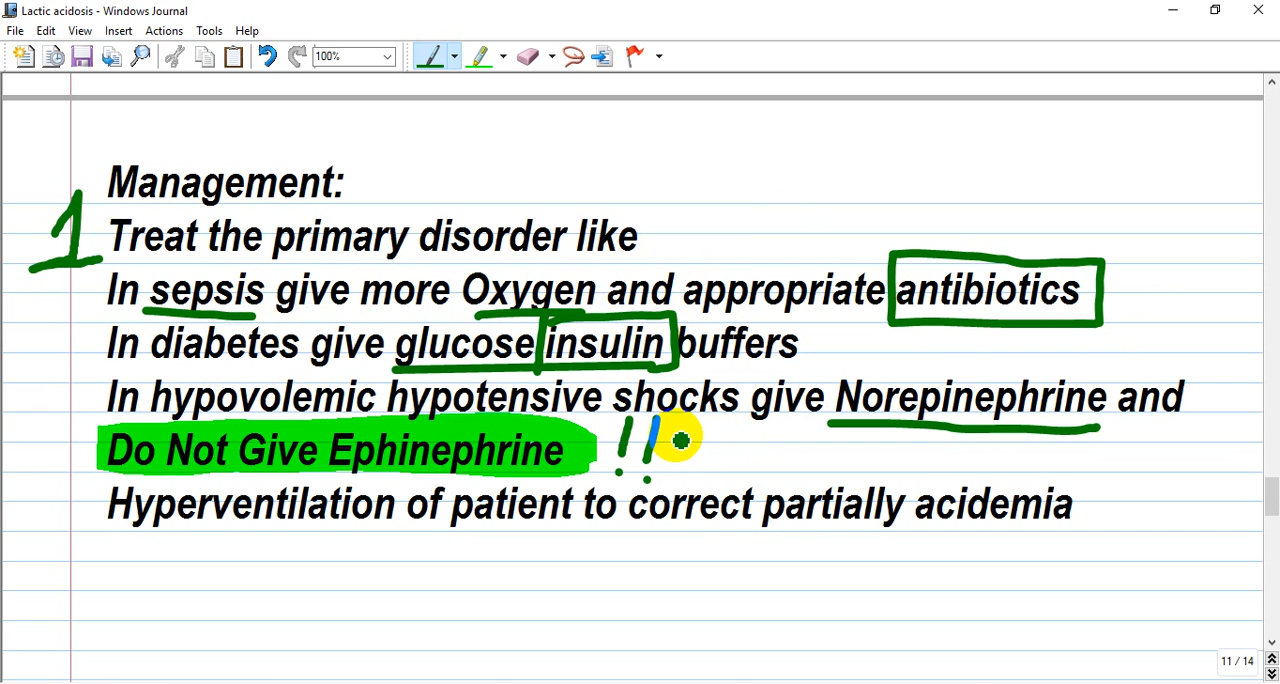 Lactic acidosis - Windows Journal
File Edit View Insert Actions Tools Help
100%
Management:
1 Treat the primary disorder like
In sepsis give more Oxygen and appropriate antibiotics
In diabetes give glucose insulin buffers
In hypovolemic hypotensive shocks give Norepinephrine and
Do Not Give Ephinephrine !!
Hyperventilation of patient to correct partially acidemia
11 / 14